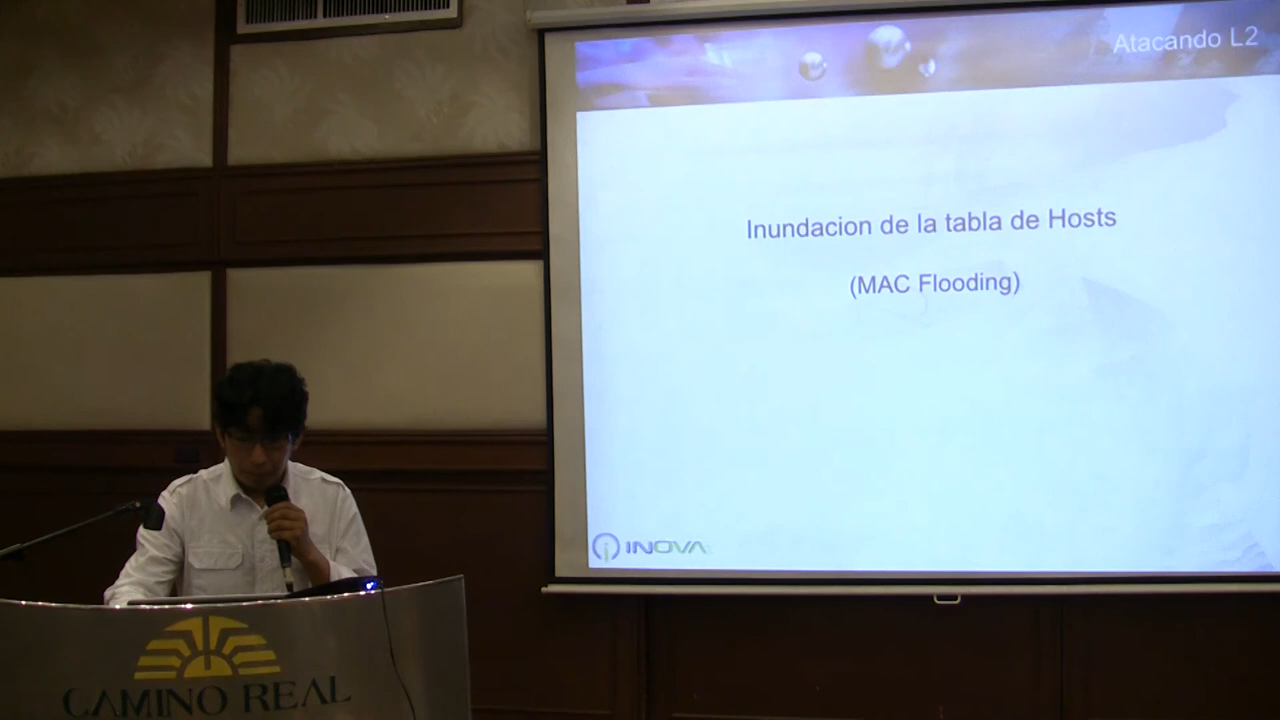 Atacando L2
Inundacion de la tabla de Hosts
(MAC Flooding)
INOVA
CAMINO REAL